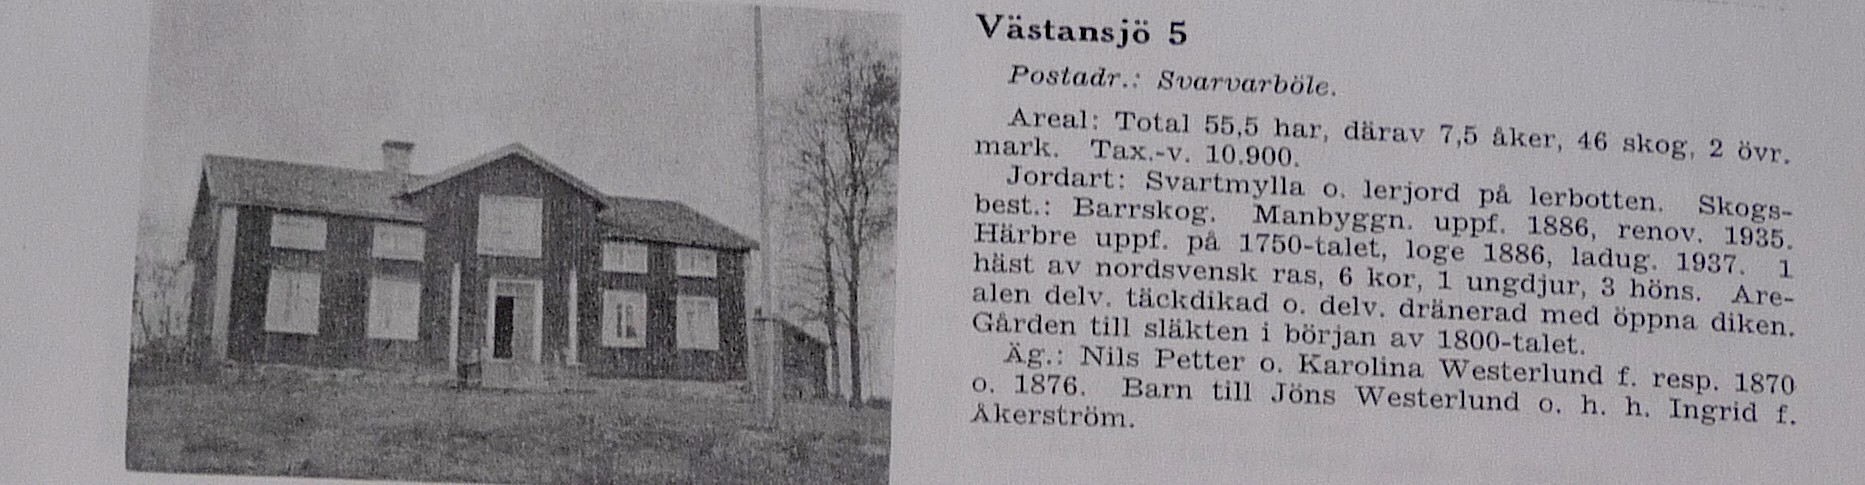 Västansjö 5
Postadr.: Svarvarböle.
Areal: Total 55,5 har, därav 7,5 åker, 46 skog, 2 övr.
mark. Tax.-v. 10.900.
Jordart: Svartmylla o. lerjord på lerbotten. Skogs-
best.: Barrskog. Manbyggn. uppf. 1886, renov. 1935.
Härbre uppf. på 1750-talet, loge 1886, ladug. 1937. 1
häst av nordsvensk ras, 6 kor, 1 ungdjur, 3 höns. Are-
alen delv. täckdikad o. delv. dränerad med öppna diken.
Gården till släkten i början av 1800-talet.
Äg.: Nils Petter o. Karolina Westerlund f. resp. 1870
o. 1876. Barn till Jöns Westerlund o. h. h. Ingrid f.
Åkerström.